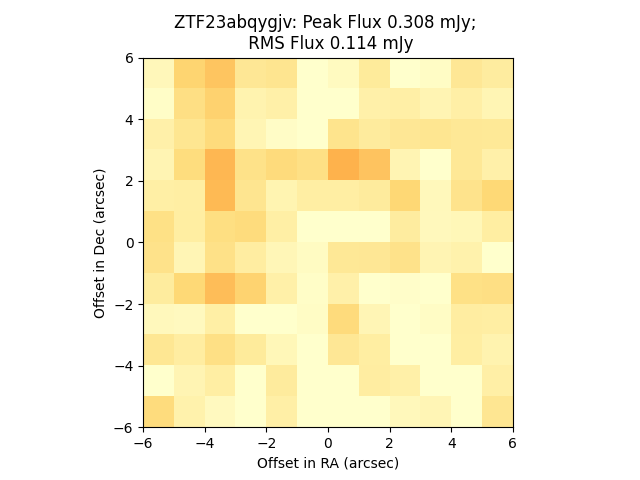 ZTF23abqygjv: Peak Flux 0.308 mJy;
RMS Flux 0.114 mJy
6
4
2
0
−2
−4
−6
Offset in Dec (arcsec)
−6 −4 −2 0 2 4 6
Offset in RA (arcsec)